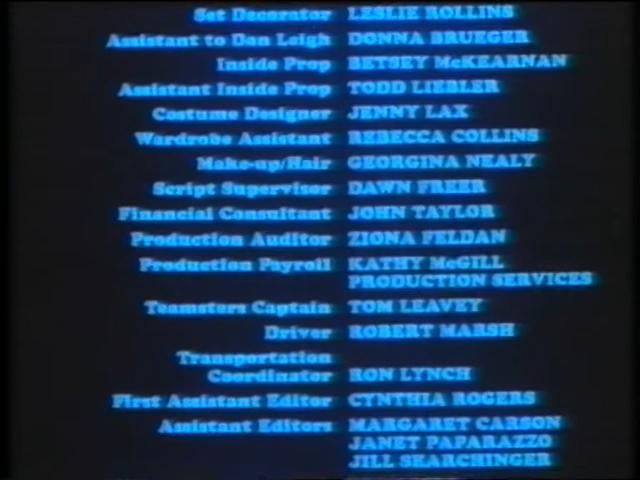 Set Decorator LESLIE ROLLINS
Assistant to Dan Leigh DONNA BRUEGER
Inside Prop BETSEY McKEARNAN
Assistant Inside Prop TODD LIEBLER
Costume Designer JENNY LAX
Wardrobe Assistant REBECCA COLLINS
Make-up/Hair GEORGINA NEALY
Script Supervisor DAWN FREER
Financial Consultant JOHN TAYLOR
Production Auditor ZIONA FELDAN
Production Payroll KATHY McGILL
PRODUCTION SERVICES
Teamsters Captain TOM LEAVEY
Driver ROBERT MARSH
Transportation
Coordinator RON LYNCH
First Assistant Editor CYNTHIA ROGERS
Assistant Editors MARGARET CARSON
JANET PAPARAZZO
JILL SEARCHINGER